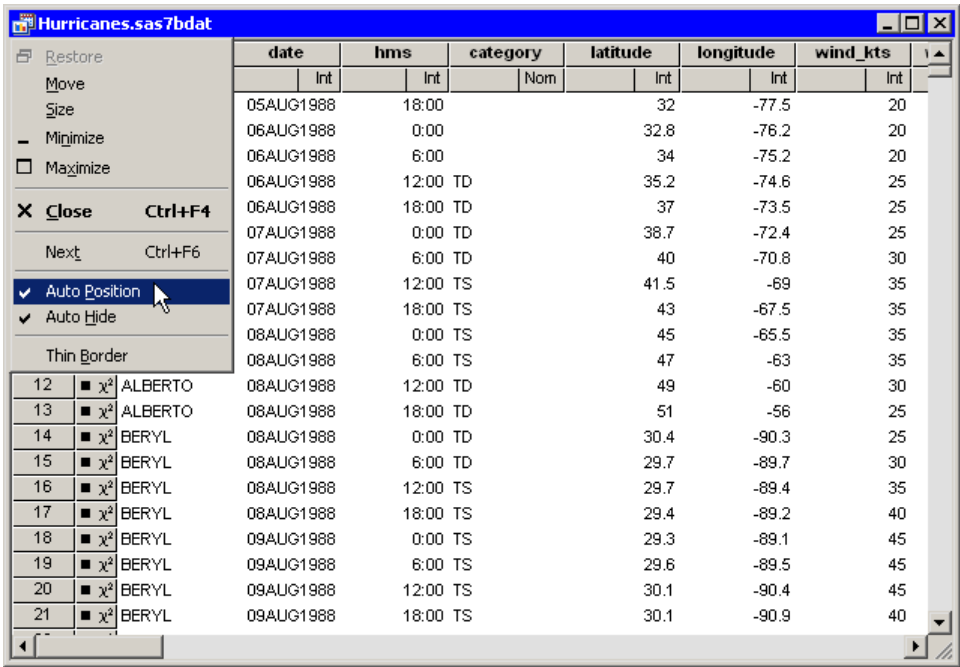 Hurricanes.sas7bdat
Restore
Move
Size
Minimize
Maximize
Close Ctrl+F4
Next Ctrl+F6
Auto Position
Auto Hide
Thin Border
date hms category latitude longitude wind_kts
Int Int Nom Int Int Int
05AUG1988 18:00 32 -77.5 20
06AUG1988 0:00 32.8 -76.2 20
06AUG1988 6:00 34 -75.2 20
06AUG1988 12:00 TD 35.2 -74.6 25
06AUG1988 18:00 TD 37 -73.5 25
07AUG1988 0:00 TD 38.7 -72.4 25
07AUG1988 6:00 TD 40 -70.8 30
07AUG1988 12:00 TS 41.5 -69 35
07AUG1988 18:00 TS 43 -67.5 35
08AUG1988 0:00 TS 45 -65.5 35
08AUG1988 6:00 TS 47 -63 35
12 χ² ALBERTO 08AUG1988 12:00 TD 49 -60 30
13 χ² ALBERTO 08AUG1988 18:00 TD 51 -56 25
14 χ² BERYL 08AUG1988 0:00 TD 30.4 -90.3 25
15 χ² BERYL 08AUG1988 6:00 TD 29.7 -89.7 30
16 χ² BERYL 08AUG1988 12:00 TS 29.7 -89.4 35
17 χ² BERYL 08AUG1988 18:00 TS 29.4 -89.2 40
18 χ² BERYL 09AUG1988 0:00 TS 29.3 -89.1 45
19 χ² BERYL 09AUG1988 6:00 TS 29.6 -89.5 45
20 χ² BERYL 09AUG1988 12:00 TS 30.1 -90.4 45
21 χ² BERYL 09AUG1988 18:00 TS 30.1 -90.9 40